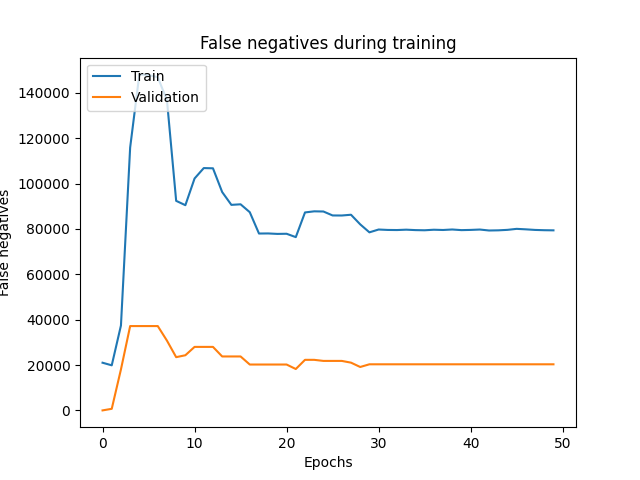 False negatives during training
Train
Validation
False negatives
140000
120000
100000
80000
60000
40000
20000
0
0 10 20 30 40 50
Epochs